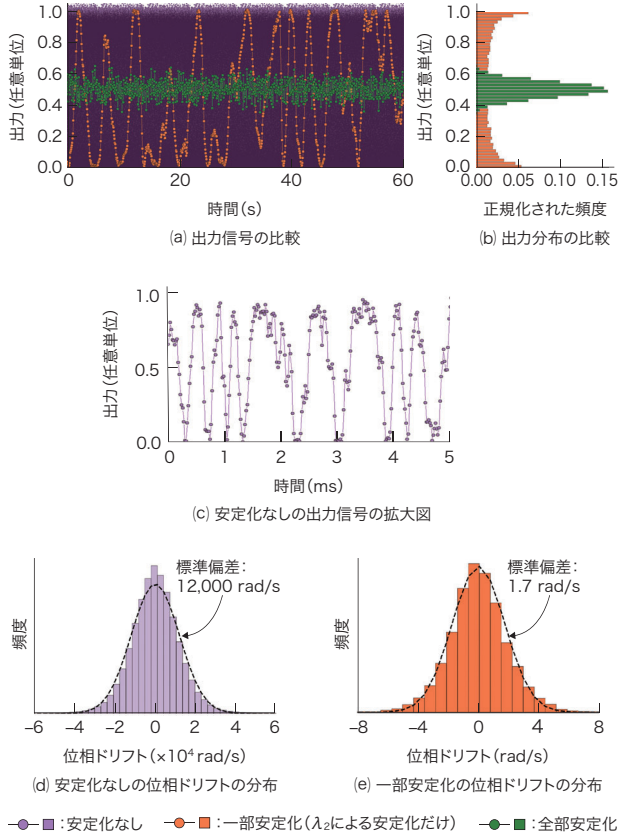 出力（任意単位）
1.0
0.8
0.6
0.4
0.2
0.0
0
20
40
60
時間（s）
(a) 出力信号の比較
出力（任意単位）
1.0
0.8
0.6
0.4
0.2
0.0
0.00
0.05
0.10
0.15
正規化された頻度
(b) 出力分布の比較
出力（任意単位）
1.0
0.5
0.0
0
1
2
3
4
5
時間（ms）
(c) 安定化なしの出力信号の拡大図
頻度
標準偏差：
12,000 rad/s
−6
−4
−2
0
2
4
6
位相ドリフト（×10⁴ rad/s）
(d) 安定化なしの位相ドリフトの分布
頻度
標準偏差：
1.7 rad/s
−8
−4
0
4
8
位相ドリフト（rad/s）
(e) 一部安定化の位相ドリフトの分布
：安定化なし
：一部安定化（λ₂による安定化だけ）
：全部安定化